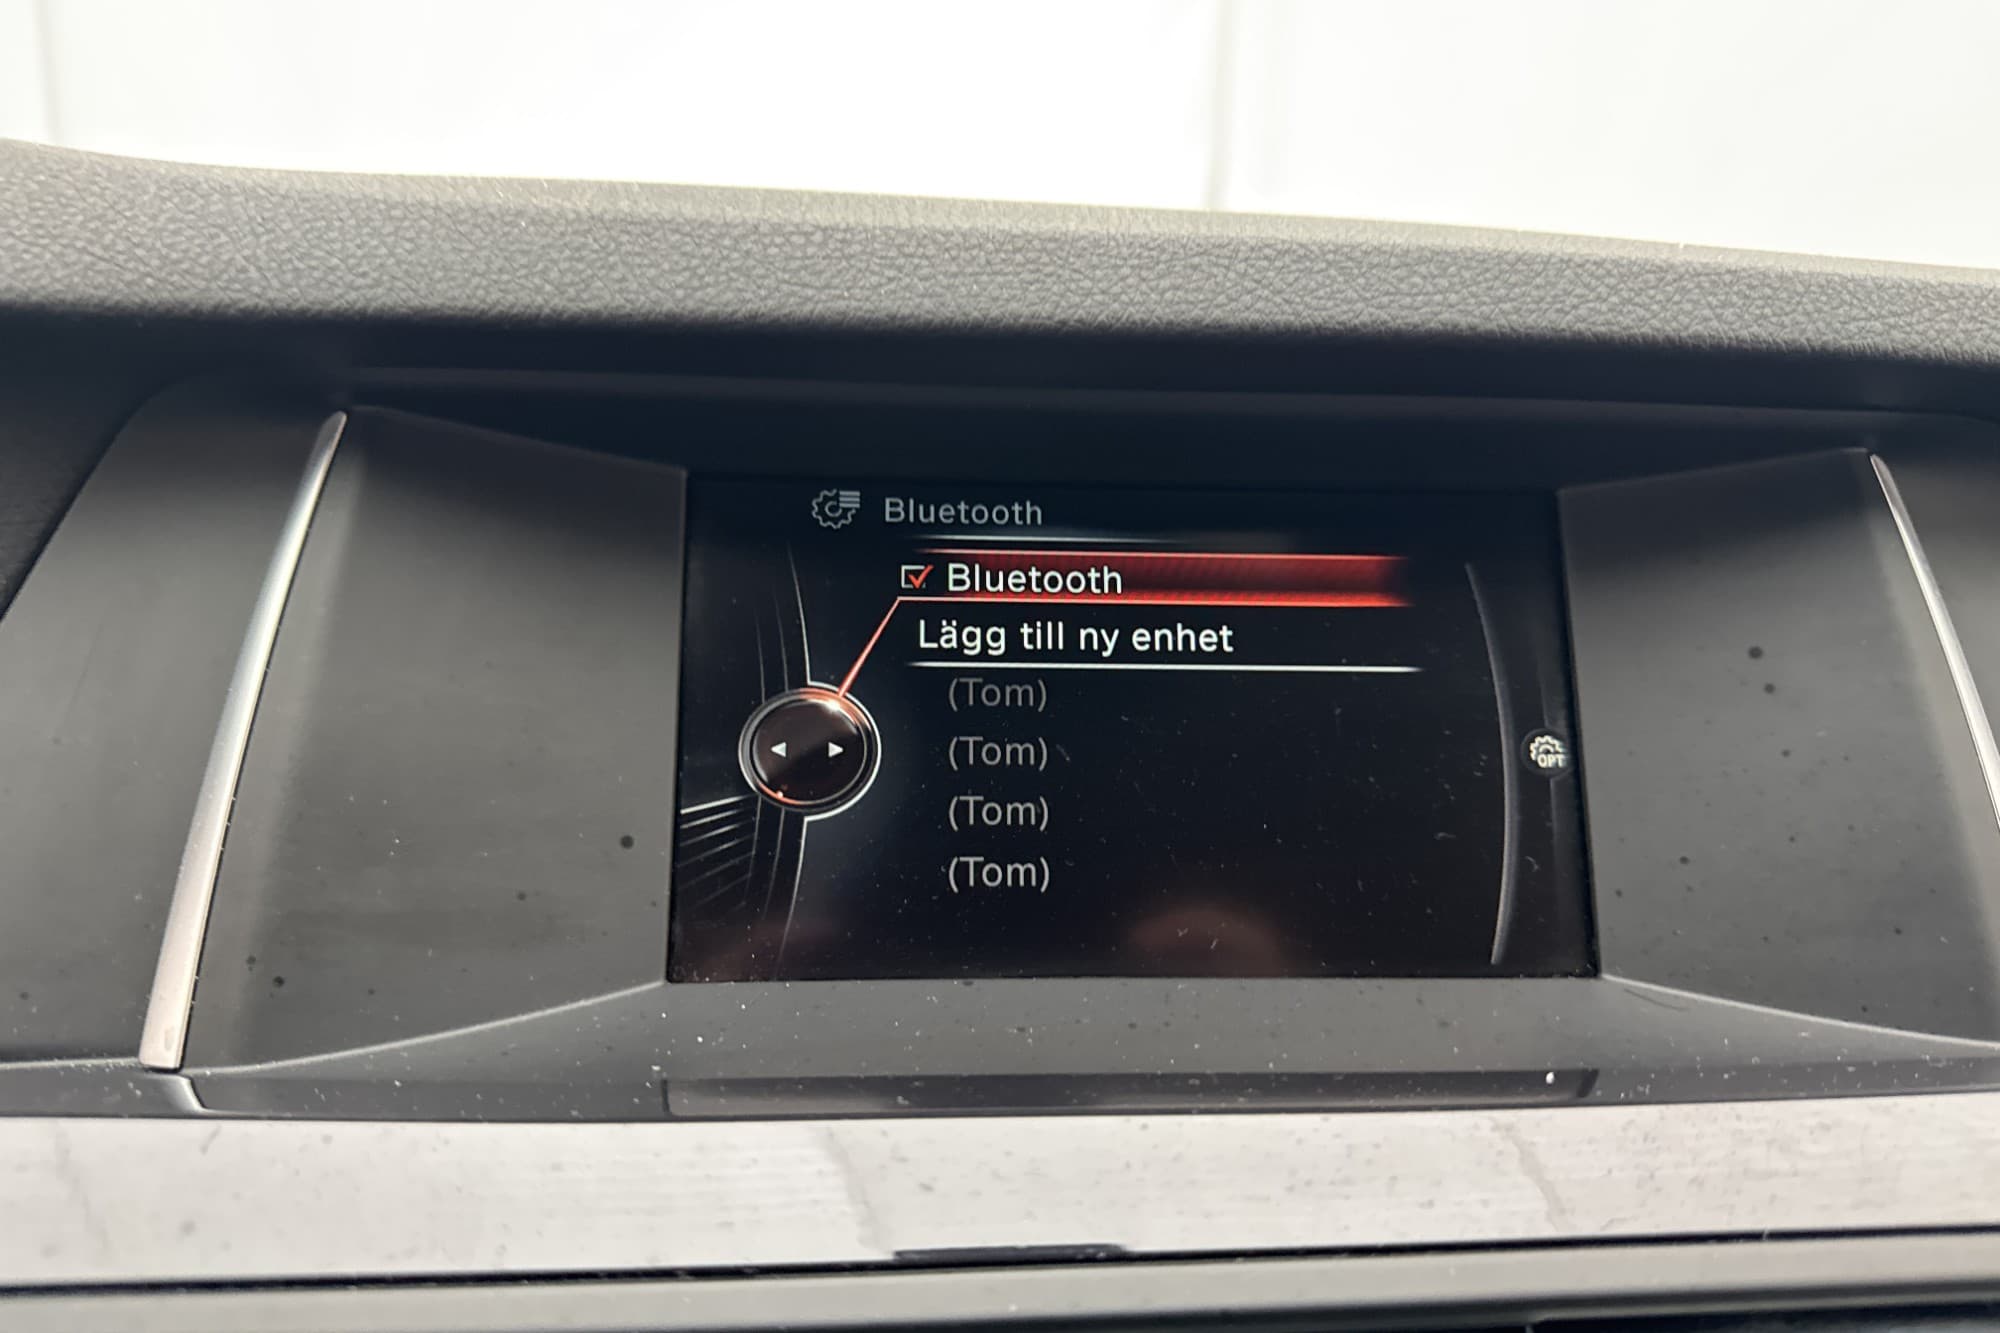 Bluetooth
Bluetooth
Lägg till ny enhet
(Tom)
(Tom)
(Tom)
(Tom)
OPT